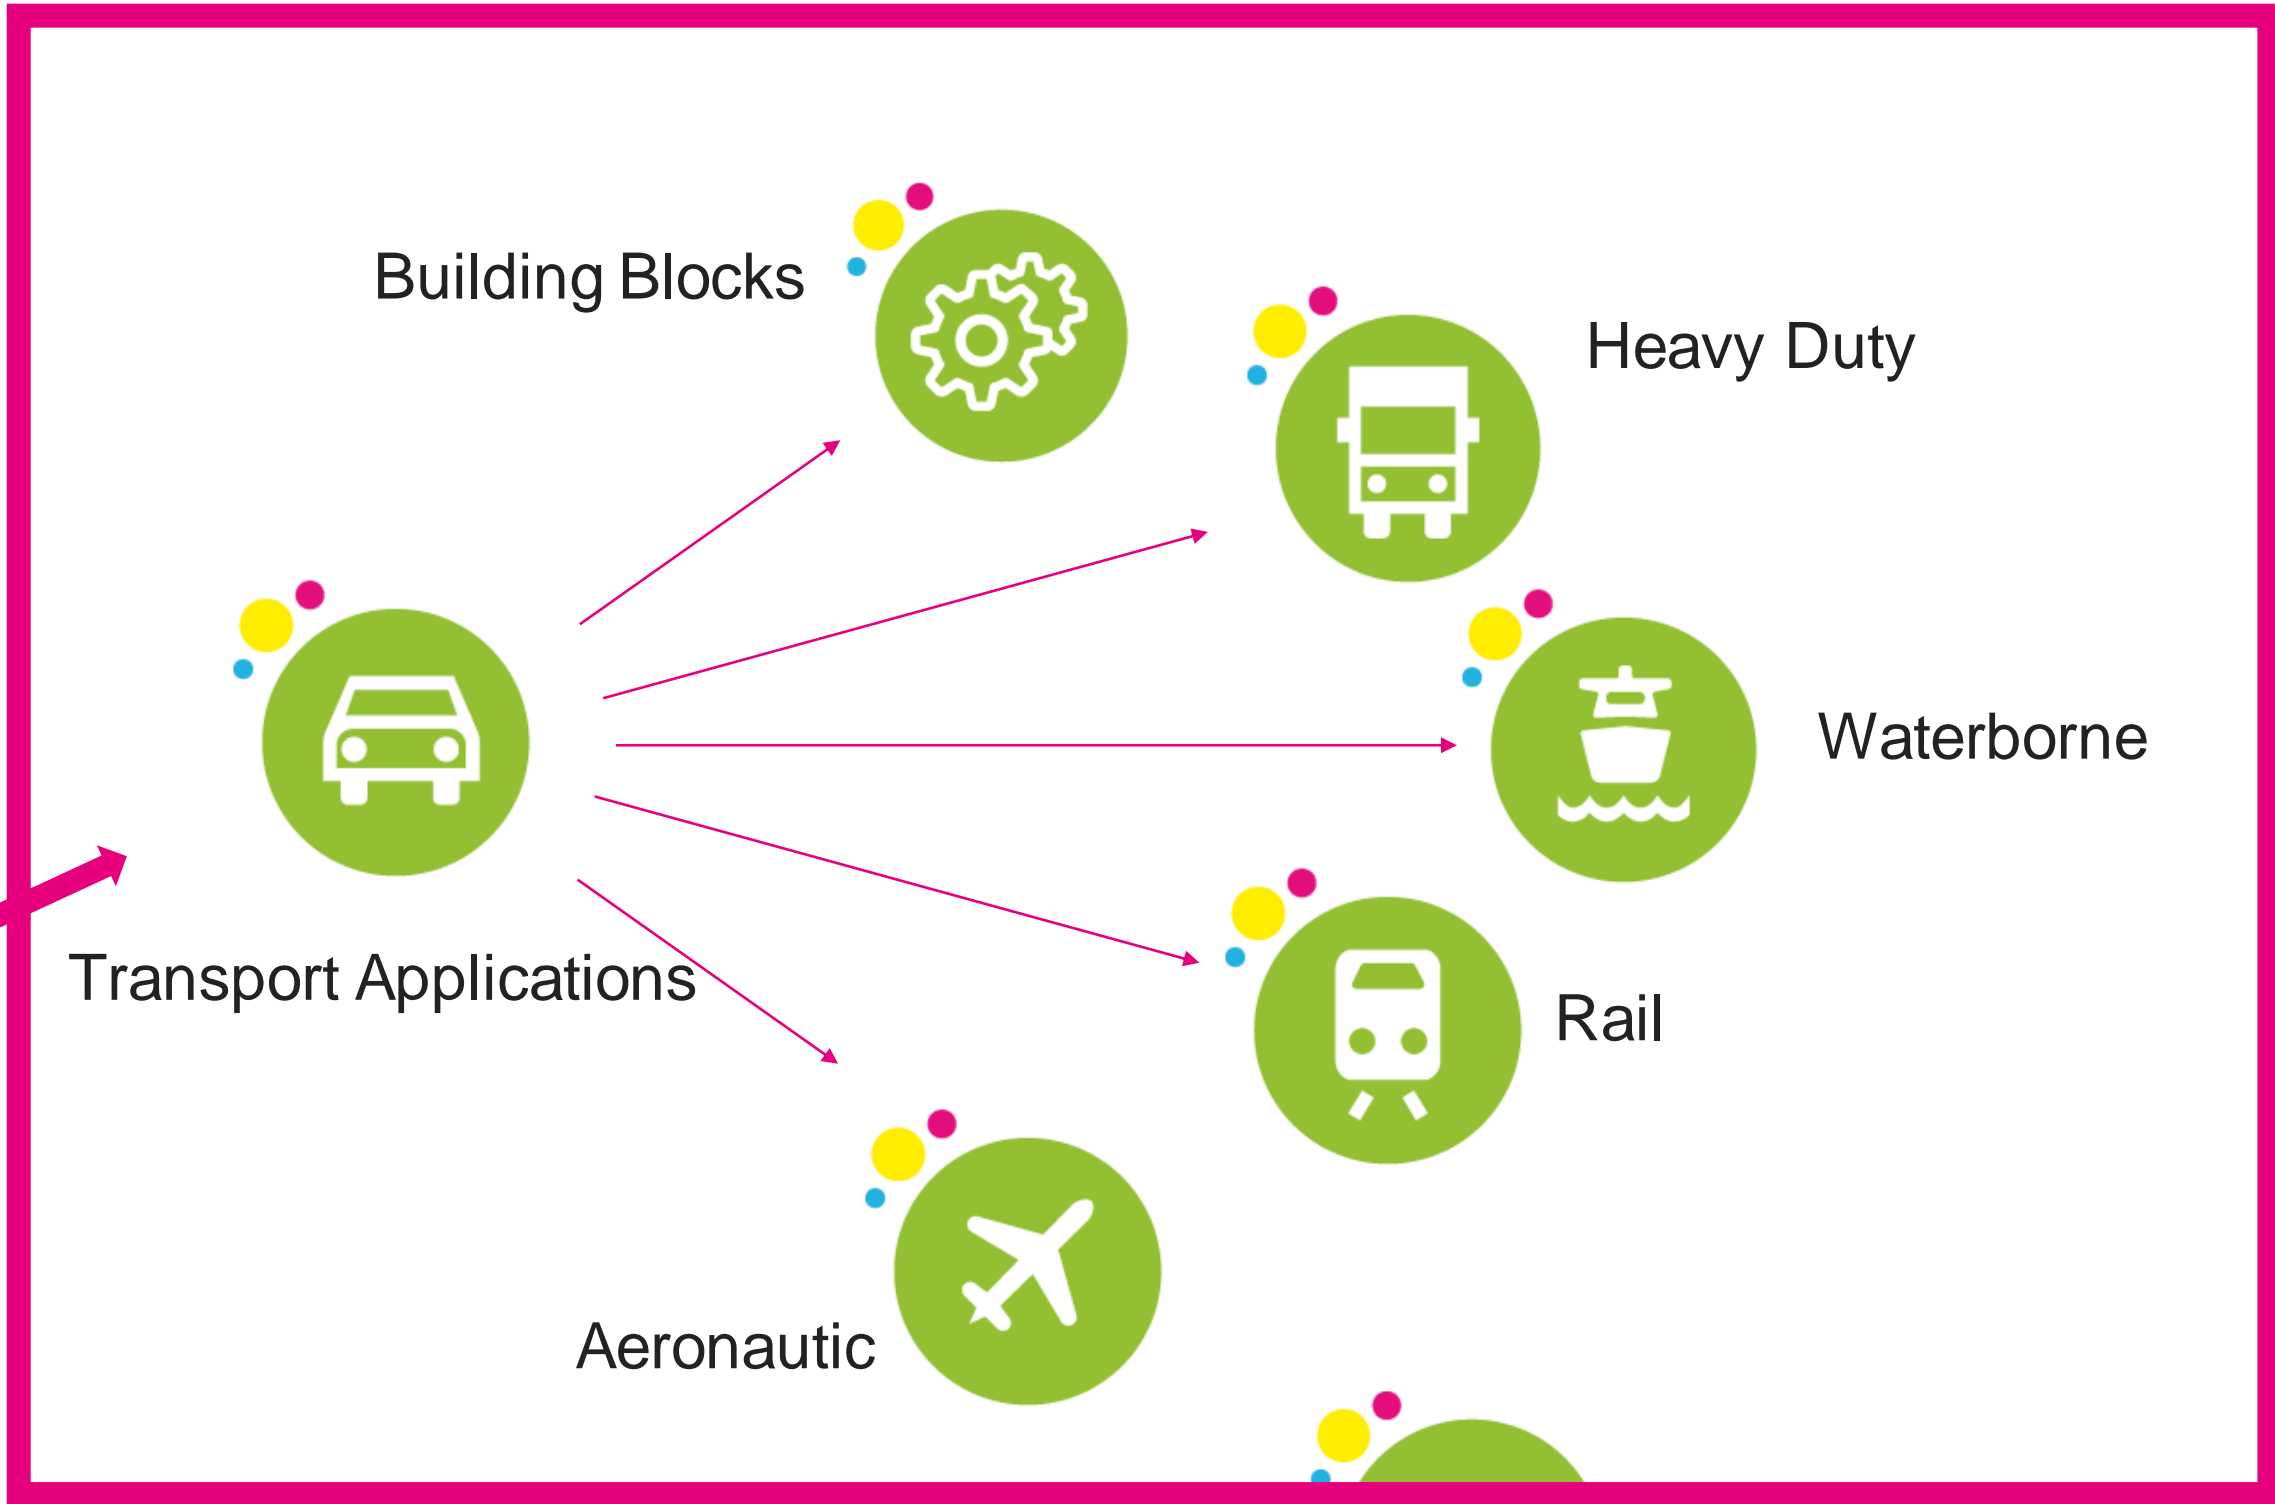 Building Blocks
Heavy Duty
Waterborne
Transport Applications
Rail
Aeronautic